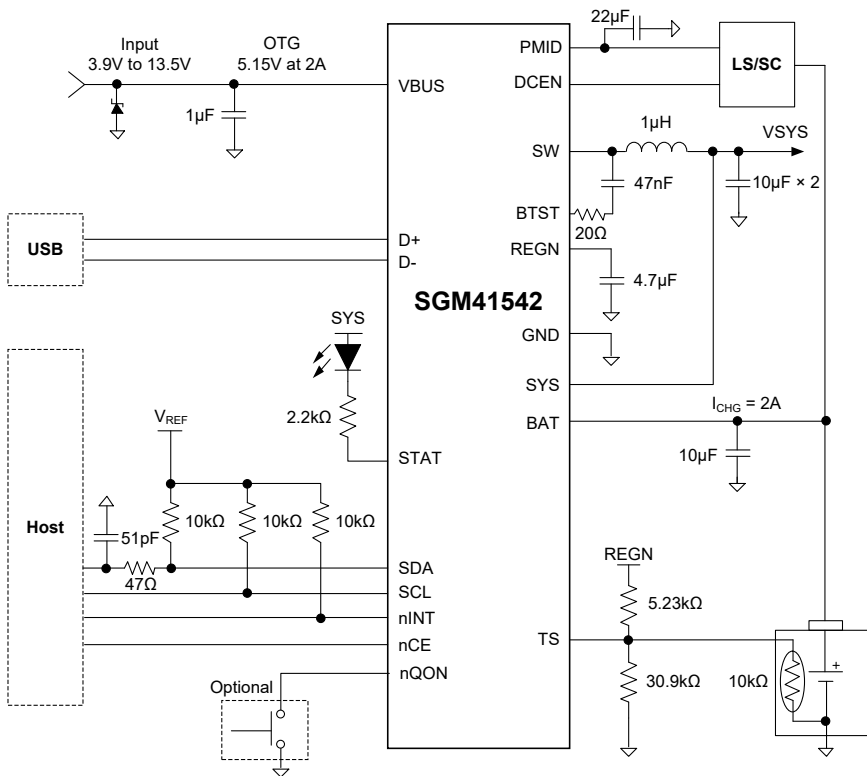 22µF
Input
3.9V to 13.5V
OTG
5.15V at 2A
PMID
LS/SC
VBUS
DCEN
1µF
1µH
VSYS
SW
47nF
10µF × 2
BTST
20Ω
USB
D+
D-
REGN
4.7µF
SGM41542
SYS
GND
SYS
I_CHG = 2A
V_REF
2.2kΩ
BAT
STAT
10µF
Host
51pF
10kΩ
10kΩ
10kΩ
REGN
47Ω
SDA
SCL
5.23kΩ
nINT
TS
nCE
nQON
30.9kΩ
10kΩ
+
Optional